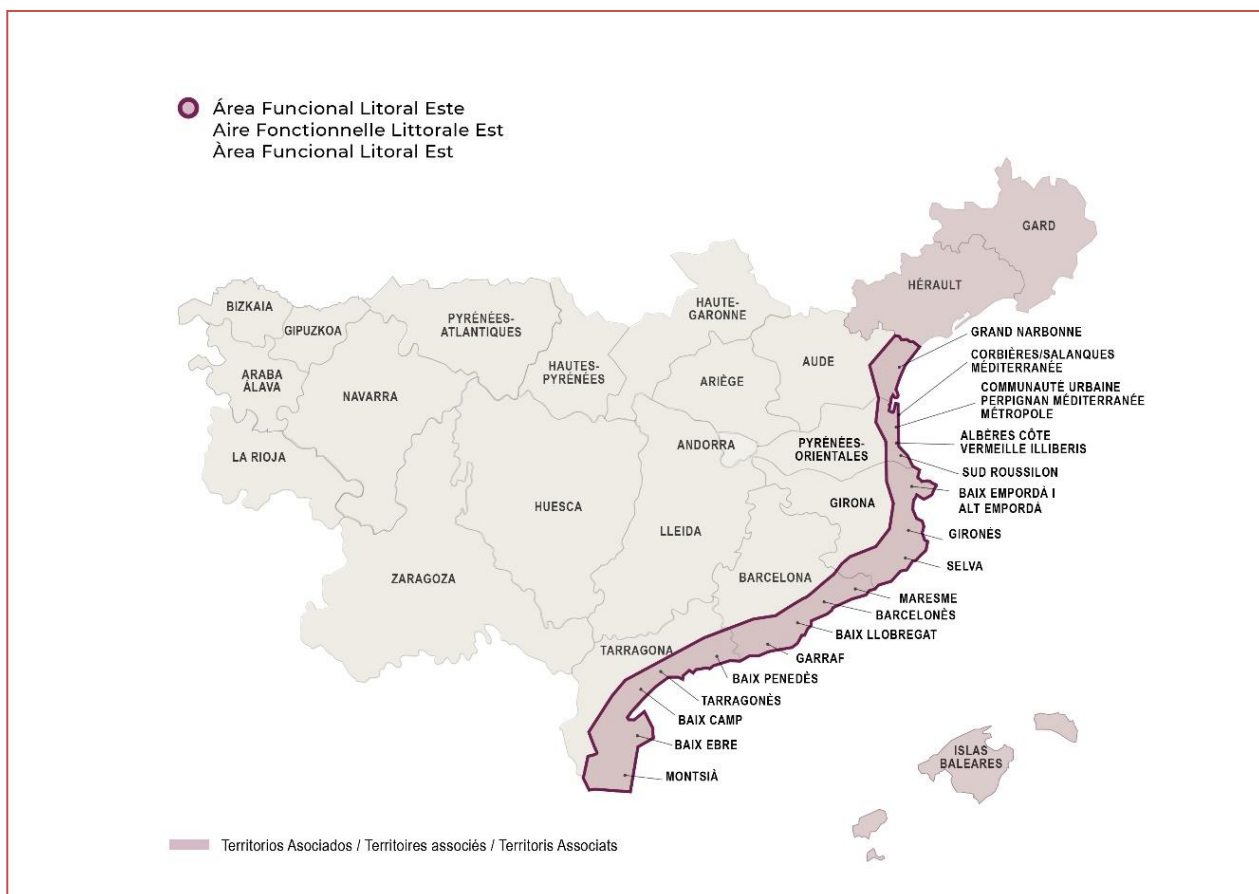 Área Funcional Litoral Este
Aire Fonctionnelle Littorale Est
Àrea Funcional Litoral Est
GARD
HÉRAULT
BIZKAIA
GIPUZKOA
PYRÉNÉES-
ATLANTIQUES
HAUTE-
GARONNE
HAUTES-
PYRÉNÉES
AUDE
ARABA
ÁLAVA
NAVARRA
ARIÈGE
LA RIOJA
ANDORRA
PYRÉNÉES-
ORIENTALES
HUESCA
GIRONA
LLEIDA
ZARAGOZA
BARCELONA
TARRAGONA
GRAND NARBONNE
CORBIÈRES/SALANQUES
MÉDITERRANÉE
COMMUNAUTÉ URBAINE
PERPIGNAN MÉDITERRANÉE
MÉTROPOLE
ALBÈRES CÔTE
VERMEILLE ILLIBERIS
SUD ROUSSILON
BAIX EMPORDÀ I
ALT EMPORDÀ
GIRONÉS
SELVA
MARESME
BARCELONÈS
BAIX LLOBREGAT
GARRAF
BAIX PENEDÈS
TARRAGONÈS
BAIX CAMP
BAIX EBRE
MONTSIÀ
ISLAS
BALEARES
Territorios Asociados / Territoires associés / Territoris Associats